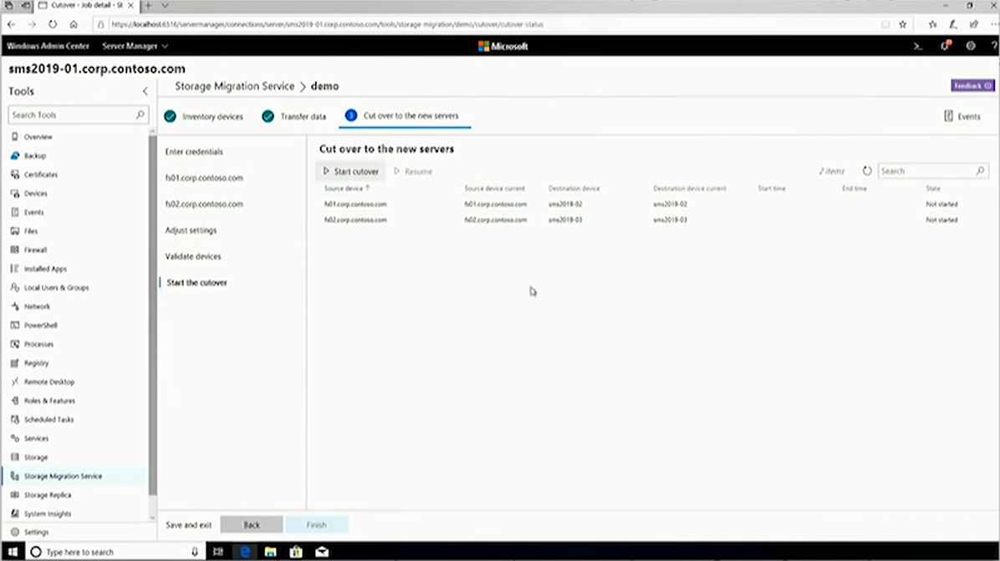 Cutover - Job detail - St
https://localhost:6516/servermanager/connections/server/sms2019-01.corp.contoso.com/tools/storage-migration/demo/cutover/cutover-status
Windows Admin Center Server Manager Microsoft
sms2019-01.corp.contoso.com
Tools
Storage Migration Service > demo
Feedback
Search Tools
Inventory devices
Transfer data
Cut over to the new servers
Events
Overview
Backup
Certificates
Devices
Events
Files
Firewall
Installed Apps
Local Users & Groups
Network
PowerShell
Processes
Registry
Remote Desktop
Roles & Features
Scheduled Tasks
Services
Storage
Storage Migration Service
Storage Replica
System Insights
Settings
Enter credentials
fs01.corp.contoso.com
fs02.corp.contoso.com
Adjust settings
Validate devices
Start the cutover
Cut over to the new servers
Start cutover Resume 2 items Search
Source device Source device current Destination device Destination device current Start time End time State
fs01.corp.contoso.com fs01.corp.contoso.com sms2019-02 sms2019-02 Not started
fs02.corp.contoso.com fs02.corp.contoso.com sms2019-03 sms2019-03 Not started
Save and exit Back Finish
Type here to search